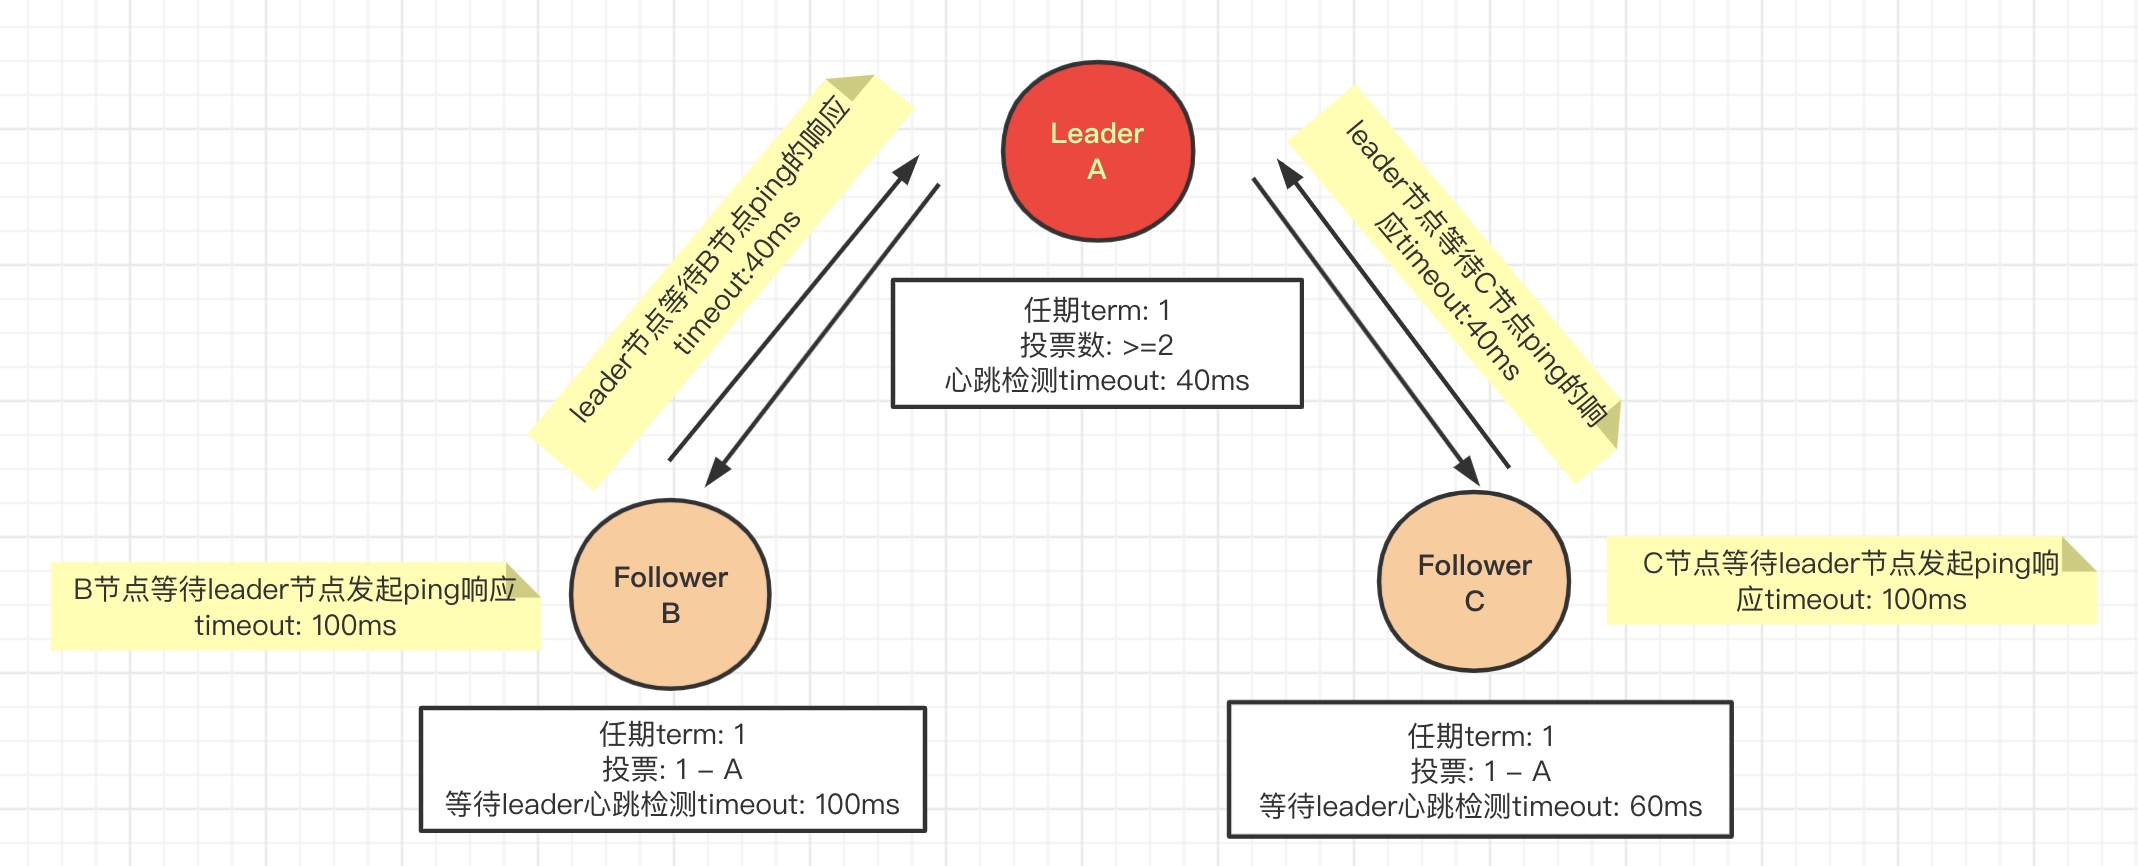 Leader
A
leader节点等待B节点ping的响应
timeout:40ms
leader节点等待C节点ping的响
应timeout:40ms
任期term: 1
投票数: >=2
心跳检测timeout: 40ms
B节点等待leader节点发起ping响应
timeout: 100ms
Follower
B
Follower
C
C节点等待leader节点发起ping响
应timeout: 100ms
任期term: 1
投票: 1 – A
等待leader心跳检测timeout: 100ms
任期term: 1
投票: 1 – A
等待leader心跳检测timeout: 60ms